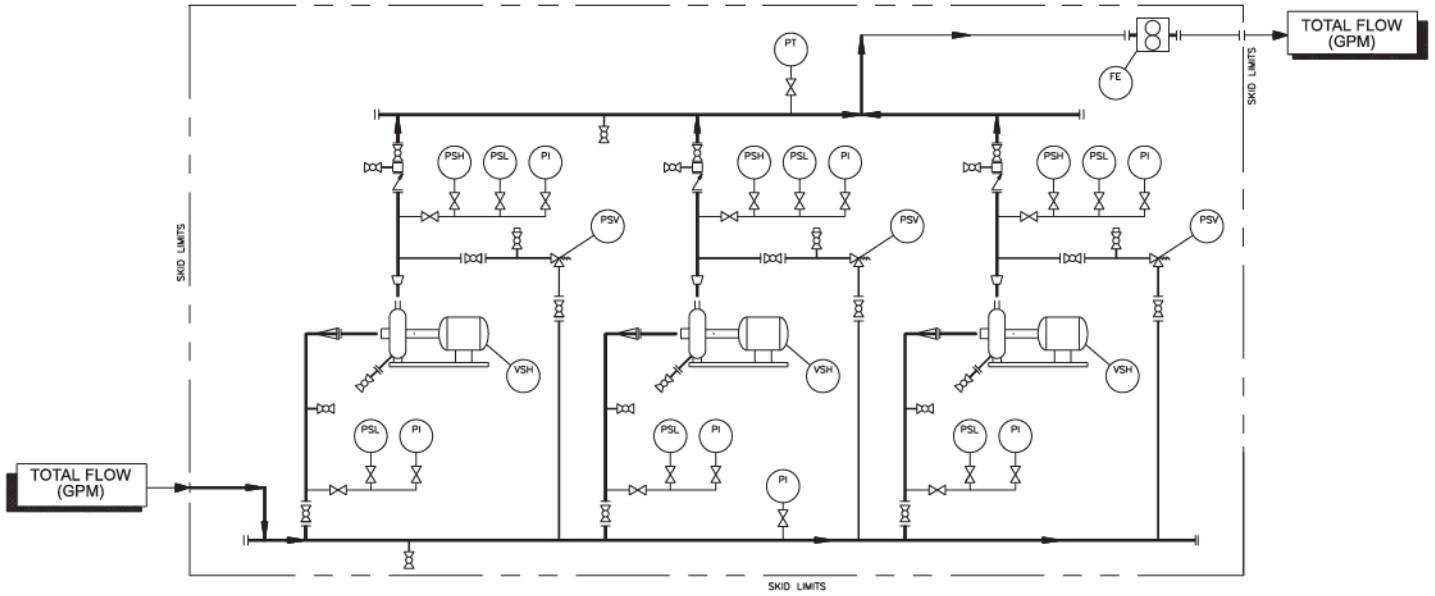 TOTAL FLOW
(GPM)
PT
FE
SKID LIMITS
SKID LIMITS
PSH
PSL
PI
PSH
PSL
PI
PSH
PSL
PI
PSV
PSV
PSV
VSH
VSH
VSH
PSL
PI
PSL
PI
PSL
PI
TOTAL FLOW
(GPM)
PI
SKID LIMITS